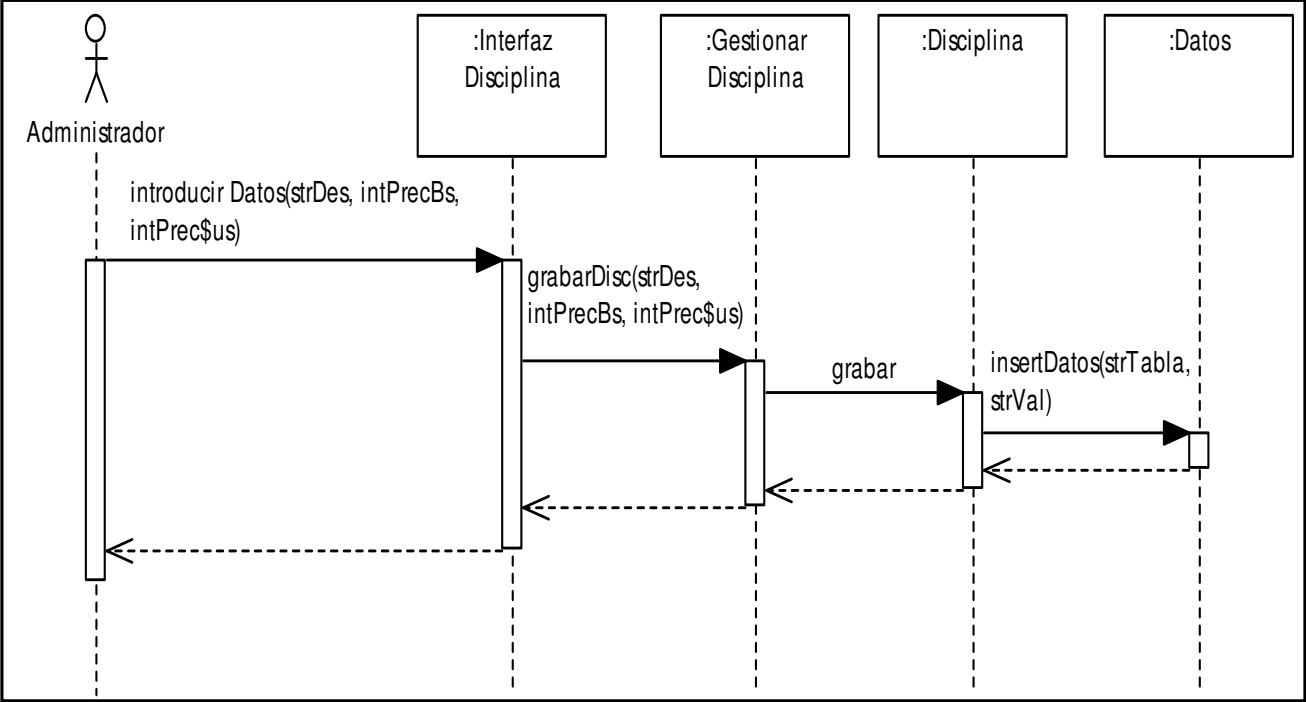 :Interfaz
Disciplina
:Gestionar
Disciplina
:Disciplina
:Datos
Administrador
introducir Datos(strDes, intPrecBs,
intPrec$us)
grabarDisc(strDes,
intPrecBs, intPrec$us)
grabar
insertDatos(strTabla,
strVal)